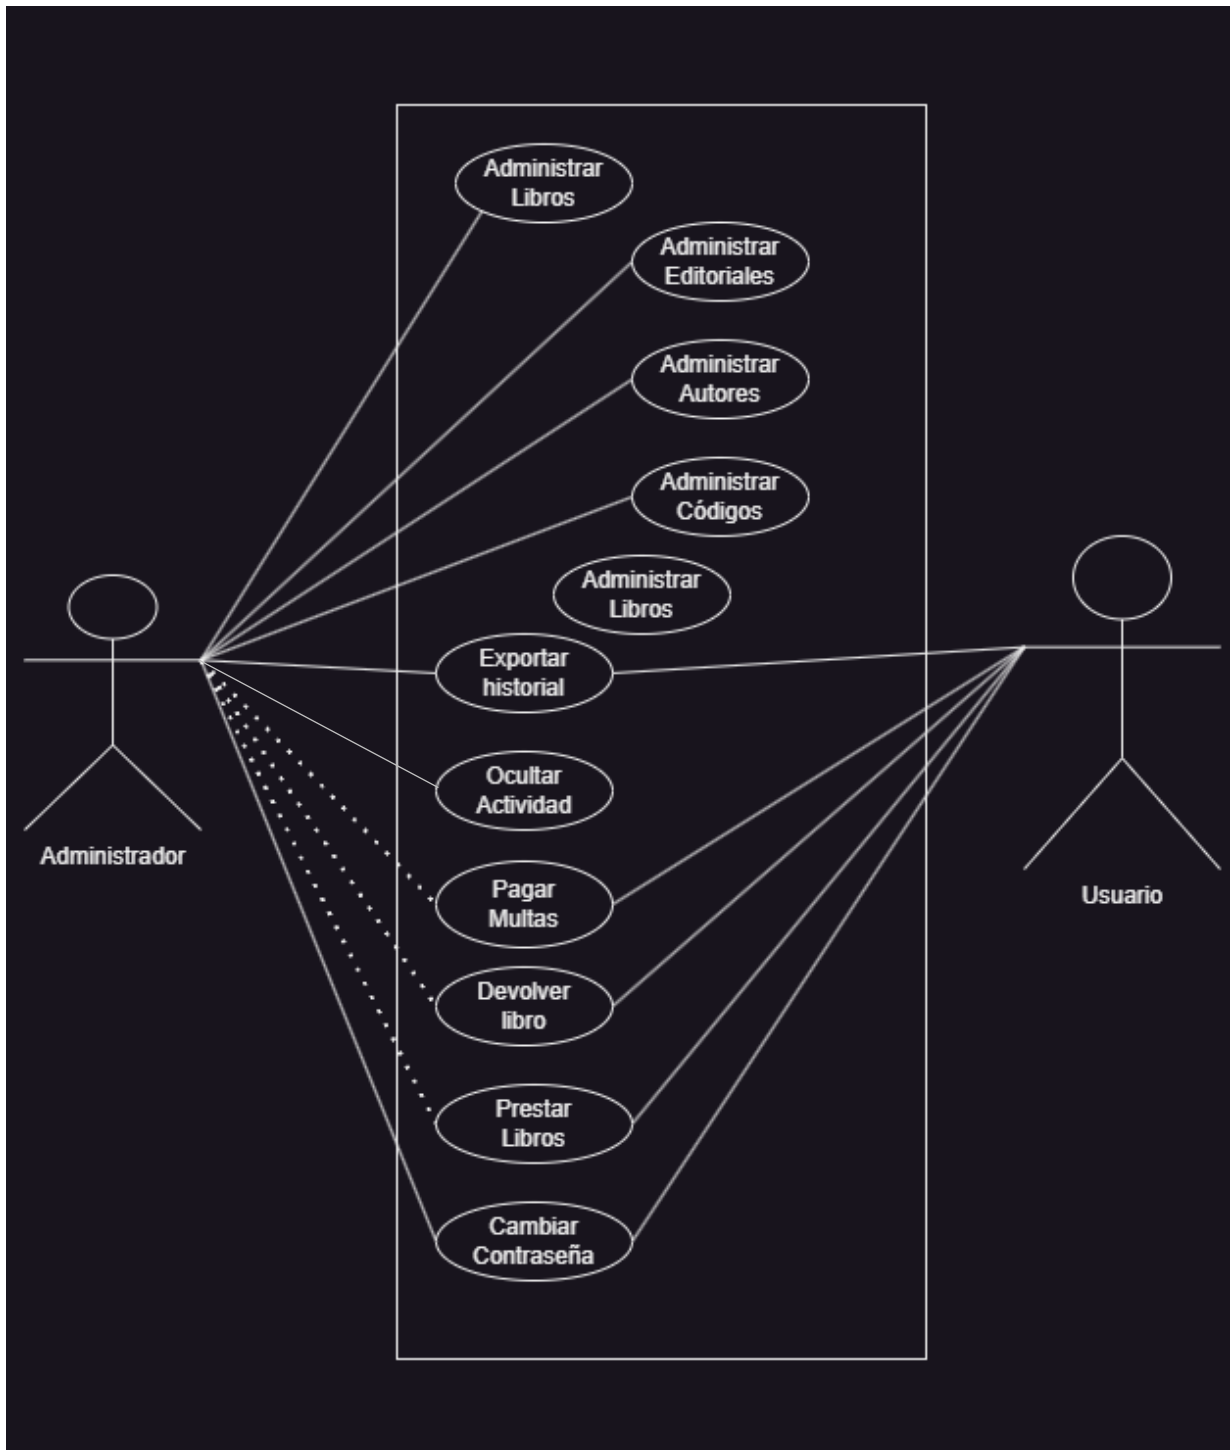 Administrar
Libros
Administrar
Editoriales
Administrar
Autores
Administrar
Códigos
Administrar
Libros
Exportar
historial
Ocultar
Actividad
Administrador
Pagar
Multas
Usuario
Devolver
libro
Prestar
Libros
Cambiar
Contraseña